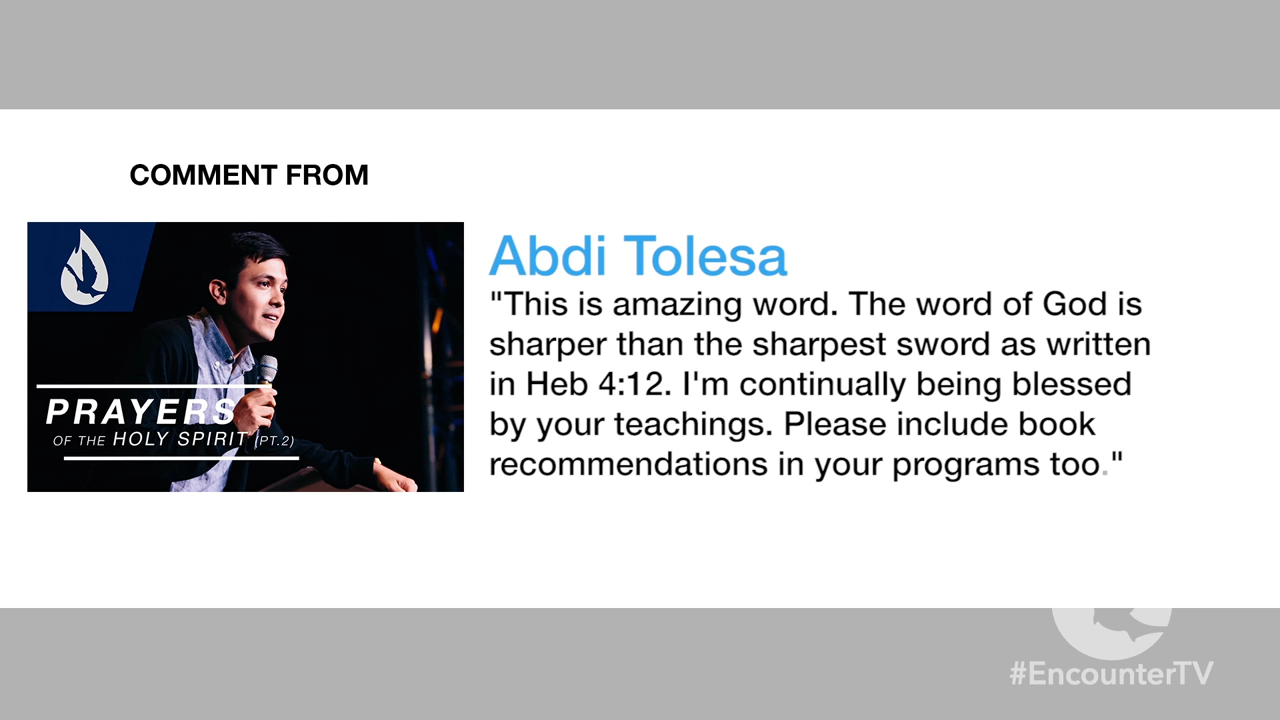 COMMENT FROM
PRAYERS
OF THE HOLY SPIRIT (PT.2)
Abdi Tolesa
"This is amazing word. The word of God is
sharper than the sharpest sword as written
in Heb 4:12. I'm continually being blessed
by your teachings. Please include book
recommendations in your programs too."
#EncounterTV